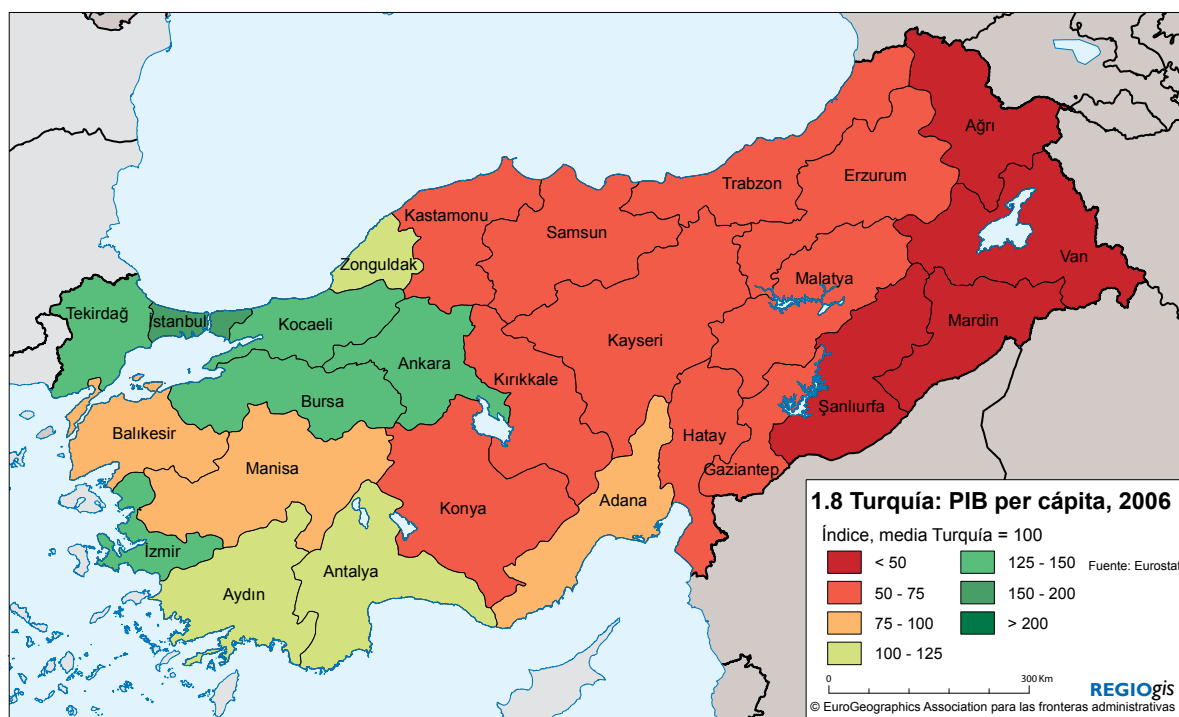 Ağrı
Trabzon
Erzurum
Kastamonu
Samsun
Zonguldak
Van
Malatya
Tekirdağ
İstanbul
Kocaeli
Mardin
Kayseri
Ankara
Kırıkkale
Bursa
Şanlıurfa
Balıkesir
Hatay
Manisa
Gaziantep
Adana
Konya
İzmir
Antalya
Aydın
1.8 Turquía: PIB per cápita, 2006
Índice, media Turquía = 100
< 50
50 - 75
75 - 100
100 - 125
125 - 150
150 - 200
> 200
Fuente: Eurostat
0 300 Km
REGIOgis
© EuroGeographics Association para las fronteras administrativas